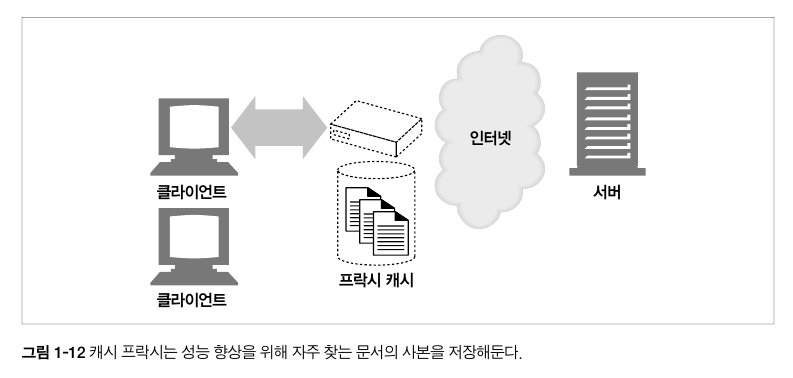 인터넷
클라이언트
서버
클라이언트
프락시 캐시
그림 1-12 캐시 프락시는 성능 향상을 위해 자주 찾는 문서의 사본을 저장해둔다.